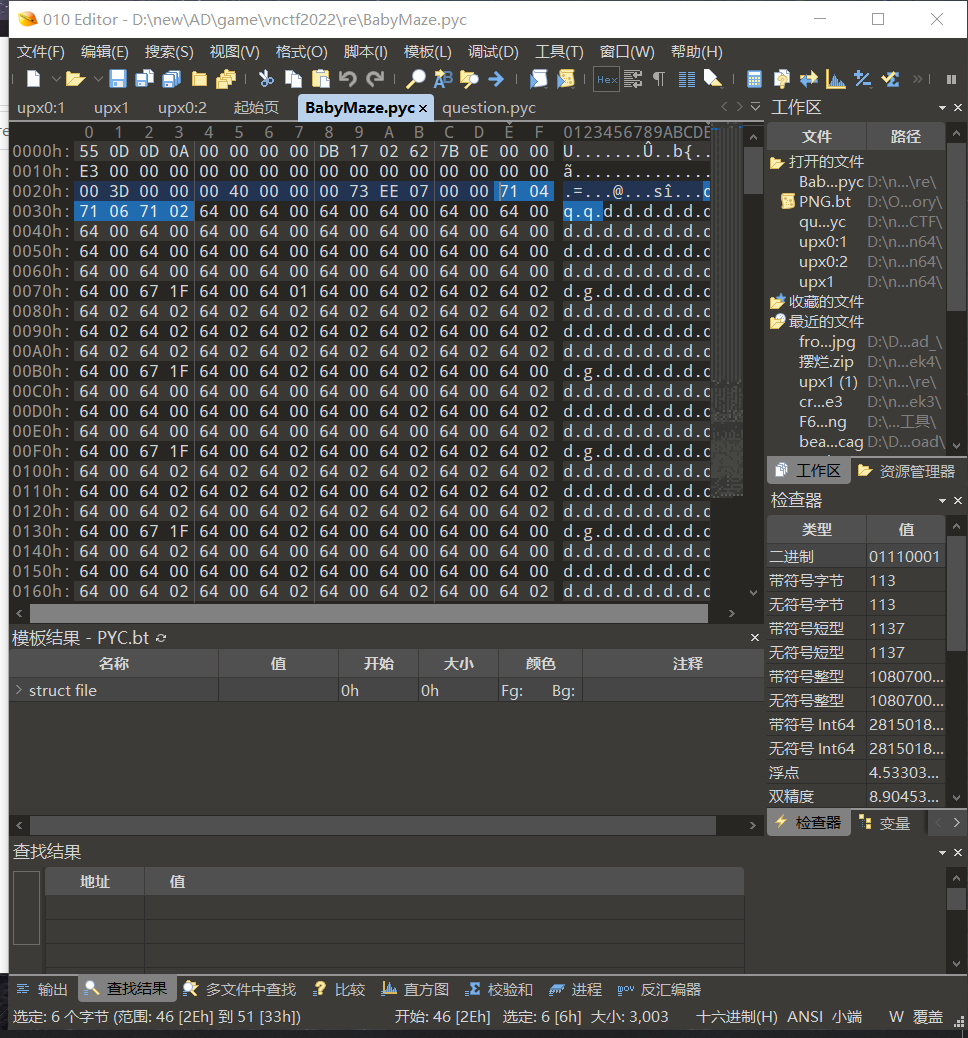 010 Editor - D:\new\AD\game\vnctf2022\re\BabyMaze.pyc
文件(F) 编辑(E) 搜索(S) 视图(V) 格式(O) 脚本(I) 模板(L) 调试(D) 工具(T) 窗口(W) 帮助(H)
upx0:1 upx1 upx0:2 起始页 BabyMaze.pyc × question.pyc
0 1 2 3 4 5 6 7 8 9 A B C D E F 0123456789ABCDE
0000h: 55 0D 0D 0A 00 00 00 00 DB 17 02 62 7B 0E 00 00 U.......Û..b{..
0010h: E3 00 00 00 00 00 00 00 00 00 00 00 00 00 00 00 ã..............
0020h: 00 3D 00 00 00 40 00 00 00 73 EE 07 00 00 71 04 .=...@...sî...q
0030h: 71 06 71 02 64 00 64 00 64 00 64 00 64 00 64 00 q.q.d.d.d.d.d.d
0040h: 64 00 64 00 64 00 64 00 64 00 64 00 64 00 64 00 d.d.d.d.d.d.d.d
0050h: 64 00 64 00 64 00 64 00 64 00 64 00 64 00 64 00 d.d.d.d.d.d.d.d
0060h: 64 00 64 00 64 00 64 00 64 00 64 00 64 00 64 00 d.d.d.d.d.d.d.d
0070h: 64 00 67 1F 64 00 64 01 64 00 64 02 64 02 64 02 d.g.d.d.d.d.d.d
0080h: 64 02 64 02 64 02 64 02 64 02 64 02 64 02 64 02 d.d.d.d.d.d.d.d
0090h: 64 02 64 02 64 02 64 02 64 02 64 02 64 02 64 02 d.d.d.d.d.d.d.d
00A0h: 64 02 64 02 64 02 64 02 64 00 64 02 64 02 64 02 d.d.d.d.d.d.d.d
00B0h: 64 00 67 1F 64 00 64 02 64 00 64 02 64 00 64 00 d.g.d.d.d.d.d.d
00C0h: 64 00 64 00 64 00 64 00 64 00 64 00 64 00 64 02 d.d.d.d.d.d.d.d
00D0h: 64 00 64 00 64 00 64 00 64 00 64 02 64 00 64 02 d.d.d.d.d.d.d.d
00E0h: 64 00 64 00 64 00 64 02 64 00 64 02 64 00 64 02 d.d.d.d.d.d.d.d
00F0h: 64 00 67 1F 64 00 64 02 64 00 64 02 64 00 64 02 d.g.d.d.d.d.d.d
0100h: 64 02 64 02 64 02 64 02 64 02 64 02 64 00 64 02 d.d.d.d.d.d.d.d
0110h: 64 00 64 02 64 02 64 02 64 00 64 02 64 00 64 02 d.d.d.d.d.d.d.d
0120h: 64 00 64 02 64 02 64 02 64 00 64 02 64 00 64 02 d.d.d.d.d.d.d.d
0130h: 64 00 67 1F 64 00 64 02 64 00 64 00 64 00 64 02 d.g.d.d.d.d.d.d
0140h: 64 00 64 02 64 00 64 00 64 00 64 00 64 00 64 00 d.d.d.d.d.d.d.d
0150h: 64 00 64 00 64 00 64 02 64 00 64 00 64 00 64 00 d.d.d.d.d.d.d.d
0160h: 64 00 64 02 64 00 64 02 64 00 64 00 64 00 64 02 d.d.d.d.d.d.d.d
工作区
文件 路径
打开的文件
Bab...pyc D:\n...\re\
PNG.bt D:\O...ory\
qu...yc D:\n...CTF\
upx0:1 D:\n...n64\
upx0:2 D:\n...n64\
upx1 D:\n...n64\
收藏的文件
最近的文件
fro...jpg D:\D...ad_\
摆烂.zip D:\n...ek4\
upx1 (1) D:\n...\re\
cr...e3 D:\n...ek3\
F6...ng D:\...工具\
bea...cag D:\D...oad\
工作区 资源管理器
检查器
类型 值
二进制 01110001
带符号字节 113
无符号字节 113
带符号短型 1137
无符号短型 1137
带符号整型 1080700...
无符号整型 1080700...
带符号 Int64 2815018...
无符号 Int64 2815018...
浮点 4.53303...
双精度 8.90453...
检查器 变量
模板结果 - PYC.bt
名称 值 开始 大小 颜色 注释
struct file 0h 0h Fg: Bg:
查找结果
地址 值
输出 查找结果 多文件中查找 比较 直方图 校验和 进程 反汇编器
选定: 6 个字节 (范围: 46 [2Eh] 到 51 [33h]) 开始: 46 [2Eh] 选定: 6 [6h] 大小: 3,003 十六进制(H) ANSI 小端 W 覆盖